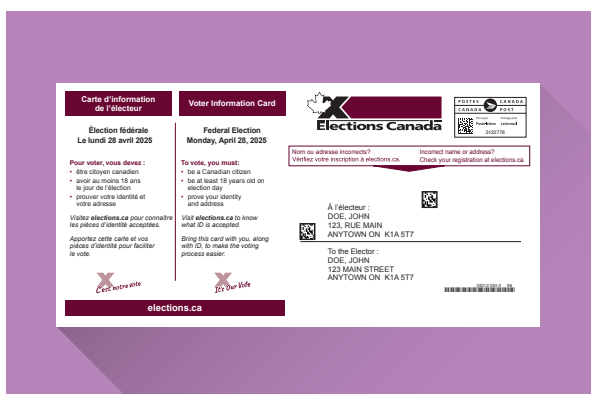 Carte d'information
de l'électeur
Élection fédérale
Le lundi 28 avril 2025
Pour voter, vous devez :
• être citoyen canadien
• avoir au moins 18 ans
le jour de l'élection
• prouver votre identité et
votre adresse
Visitez elections.ca pour connaître
les pièces d'identité acceptées.
Apportez cette carte et vos
pièces d'identité pour faciliter
le vote.
C'est notre vote
Voter Information Card
Federal Election
Monday, April 28, 2025
To vote, you must:
• be a Canadian citizen
• be at least 18 years old on
election day
• prove your identity
and address
Visit elections.ca to know
what ID is accepted.
Bring this card with you, along
with ID, to make the voting
process easier.
It's Our Vote
elections.ca
Elections Canada
POSTES CANADA
CANADA POST
Port payé Postage paid
Poste-lettres Lettermail
3122778
Nom ou adresse incorrects?
Vérifiez votre inscription à elections.ca.
Incorrect name or address?
Check your registration at elections.ca.
À l'électeur :
DOE, JOHN
123, RUE MAIN
ANYTOWN ON K1A 5T7
To the Elector :
DOE, JOHN
123 MAIN STREET
ANYTOWN ON K1A 5T7